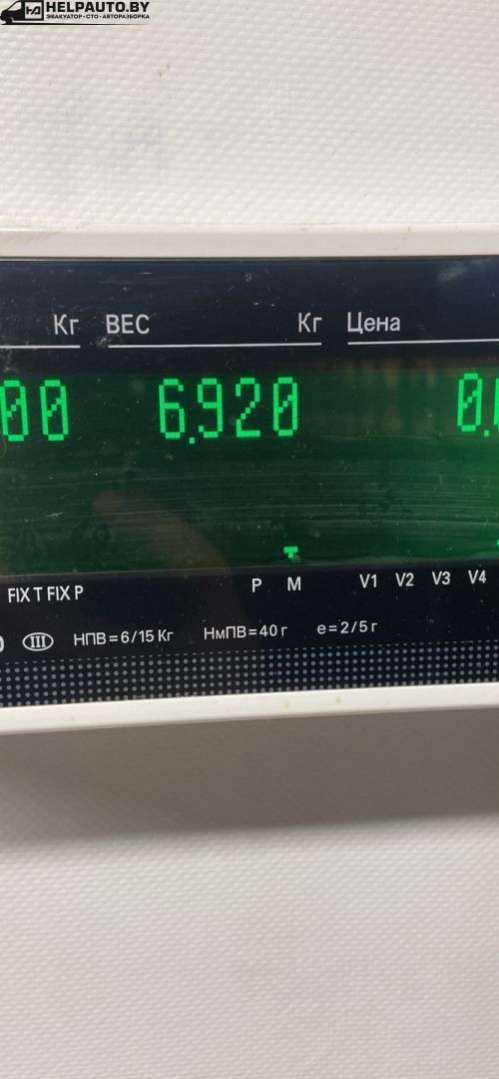 HELPAUTO.BY
ЭВАКУАТОР·СТО·АВТОРАЗБОРКА
Кг ВЕС Кг Цена
00 6.920 0.
FIX T FIX P P M V1 V2 V3 V4
III НПВ=6/15 Кг НмПВ=40 г e=2/5 г